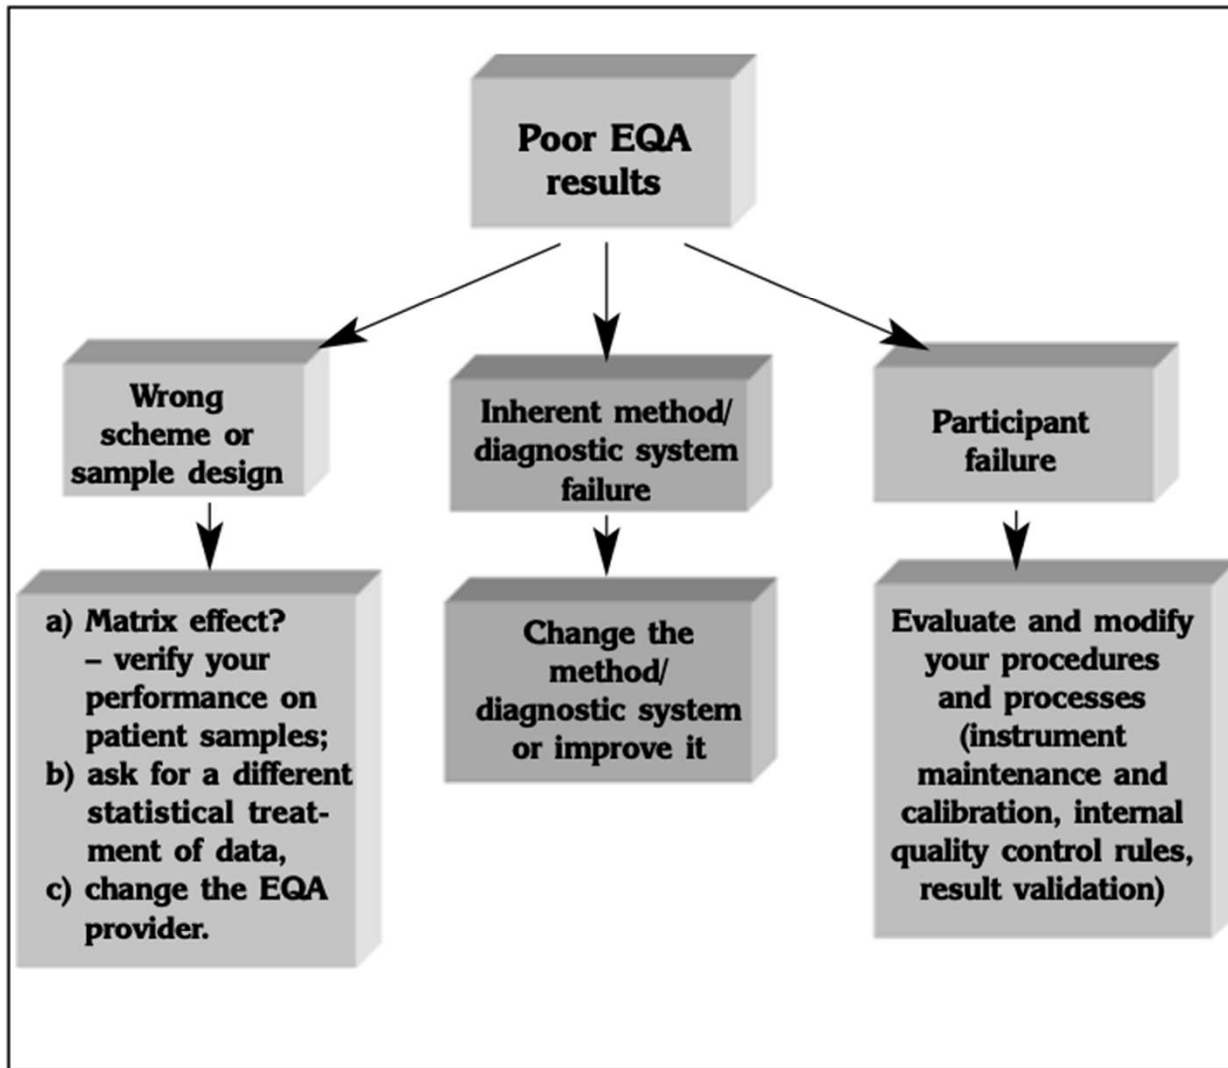 Poor EQA
results
Wrong
scheme or
sample design
Inherent method/
diagnostic system
failure
Participant
failure
a) Matrix effect?
– verify your
performance on
patient samples;
b) ask for a different
statistical treat-
ment of data,
c) change the EQA
provider.
Change the
method/
diagnostic system
or improve it
Evaluate and modify
your procedures
and processes
(instrument
maintenance and
calibration, internal
quality control rules,
result validation)